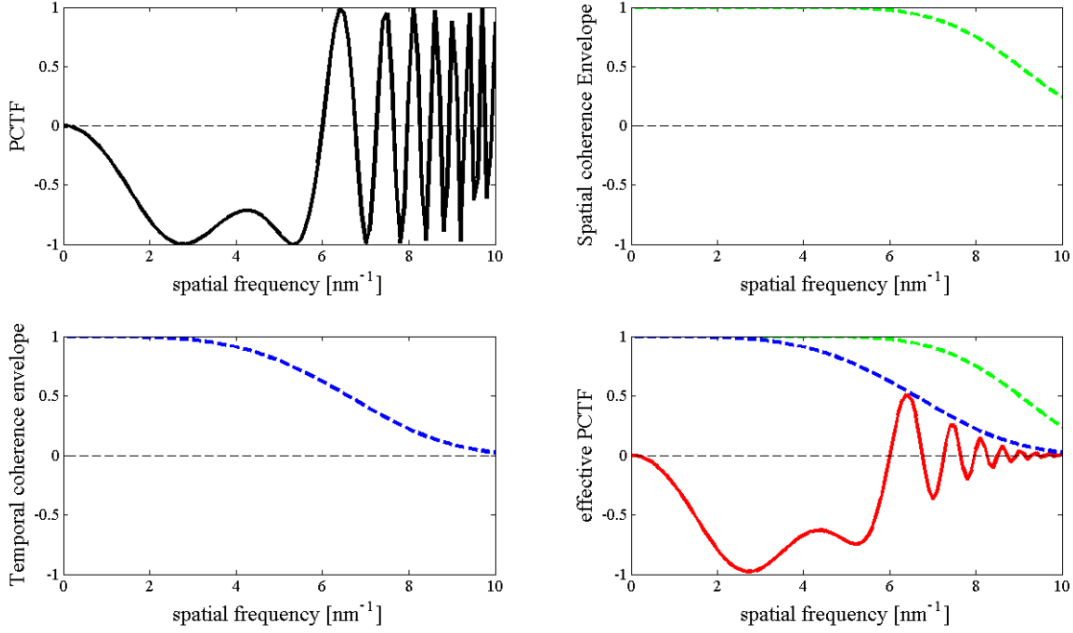 PCTF
1
0.5
0
-0.5
-1
0 2 4 6 8 10
spatial frequency [nm⁻¹]
Spatial coherence Envelope
1
0.5
0
-0.5
-1
0 2 4 6 8 10
spatial frequency [nm⁻¹]
Temporal coherence envelope
1
0.5
0
-0.5
-1
0 2 4 6 8 10
spatial frequency [nm⁻¹]
effective PCTF
1
0.5
0
-0.5
-1
0 2 4 6 8 10
spatial frequency [nm⁻¹]